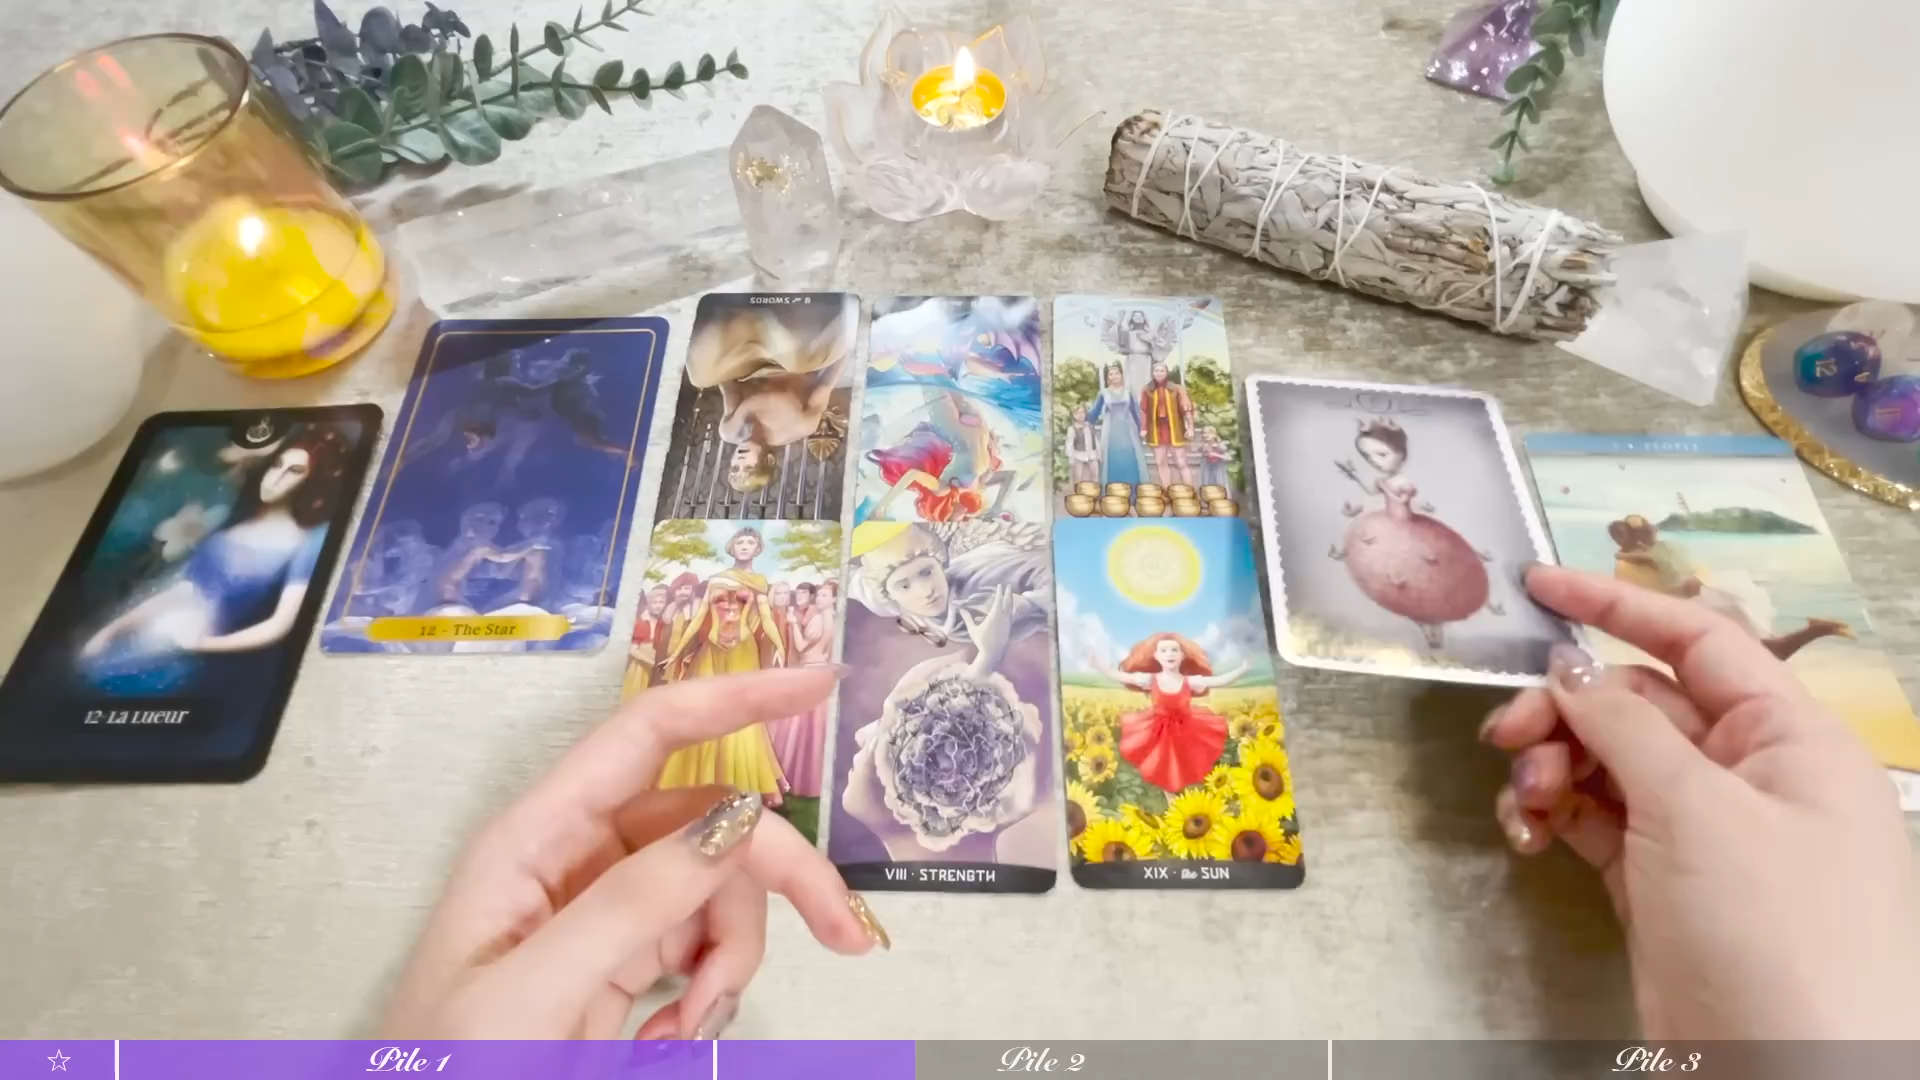 8 of SWORDS
12 - The Star
12 La Lueur
VIII · STRENGTH
XIX · the SUN
☆
Pile 1
Pile 2
Pile 3